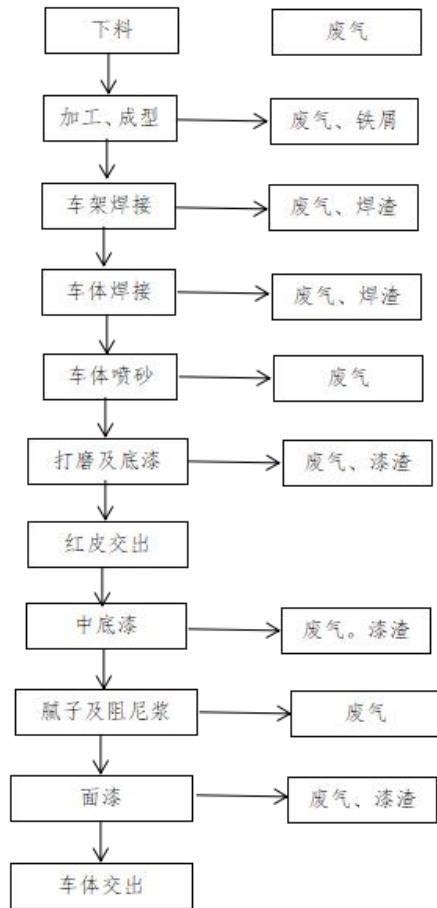 下料 废气
加工、成型 废气、铁屑
车架焊接 废气、焊渣
车体焊接 废气、焊渣
车体喷砂 废气
打磨及底漆 废气、漆渣
红皮交出
中底漆 废气。漆渣
腻子及阻尼浆 废气
面漆 废气、漆渣
车体交出